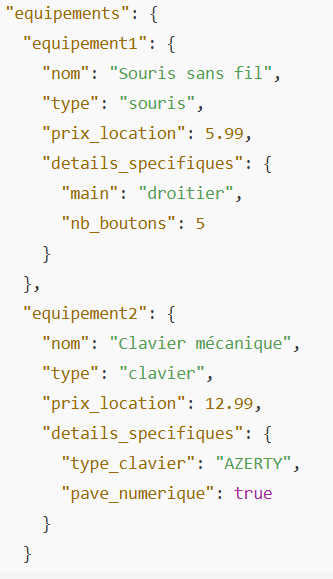 "equipements": {
"equipement1": {
"nom": "Souris sans fil",
"type": "souris",
"prix_location": 5.99,
"details_specifiques": {
"main": "droitier",
"nb_boutons": 5
}
},
"equipement2": {
"nom": "Clavier mécanique",
"type": "clavier",
"prix_location": 12.99,
"details_specifiques": {
"type_clavier": "AZERTY",
"pave_numerique": true
}
}